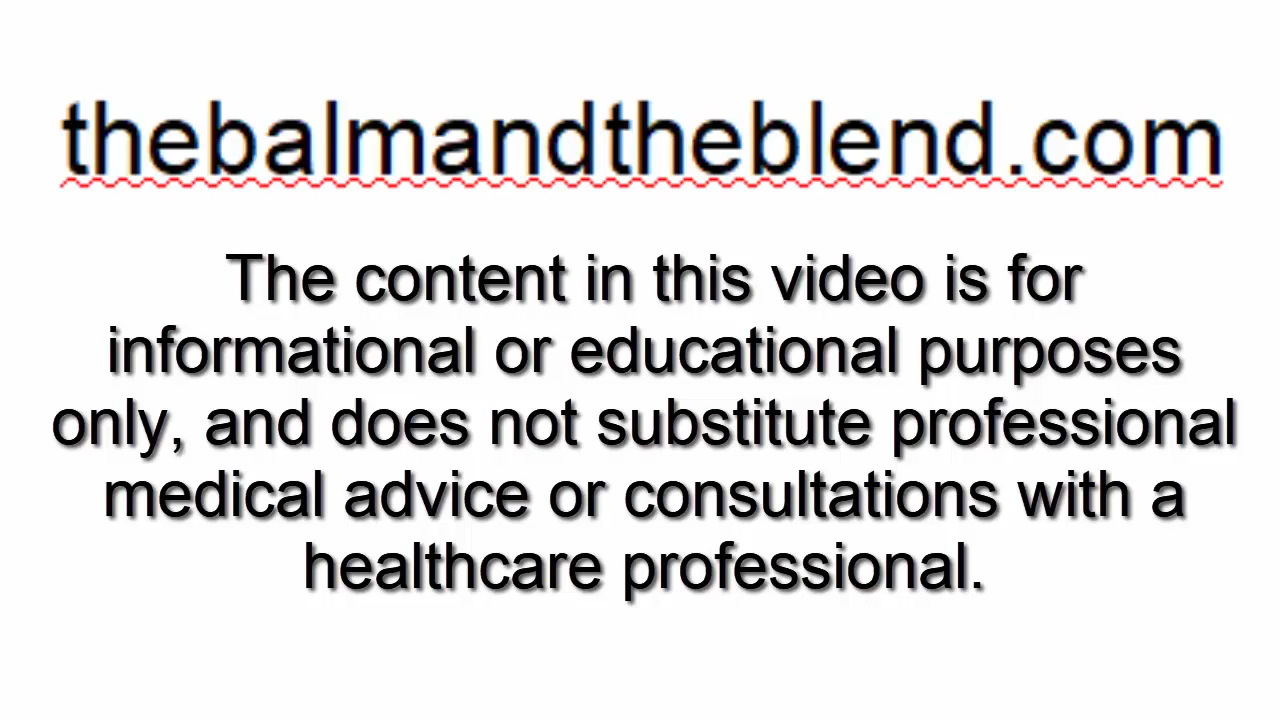 thebalmandtheblend.com
The content in this video is for
informational or educational purposes
only, and does not substitute professional
medical advice or consultations with a
healthcare professional.